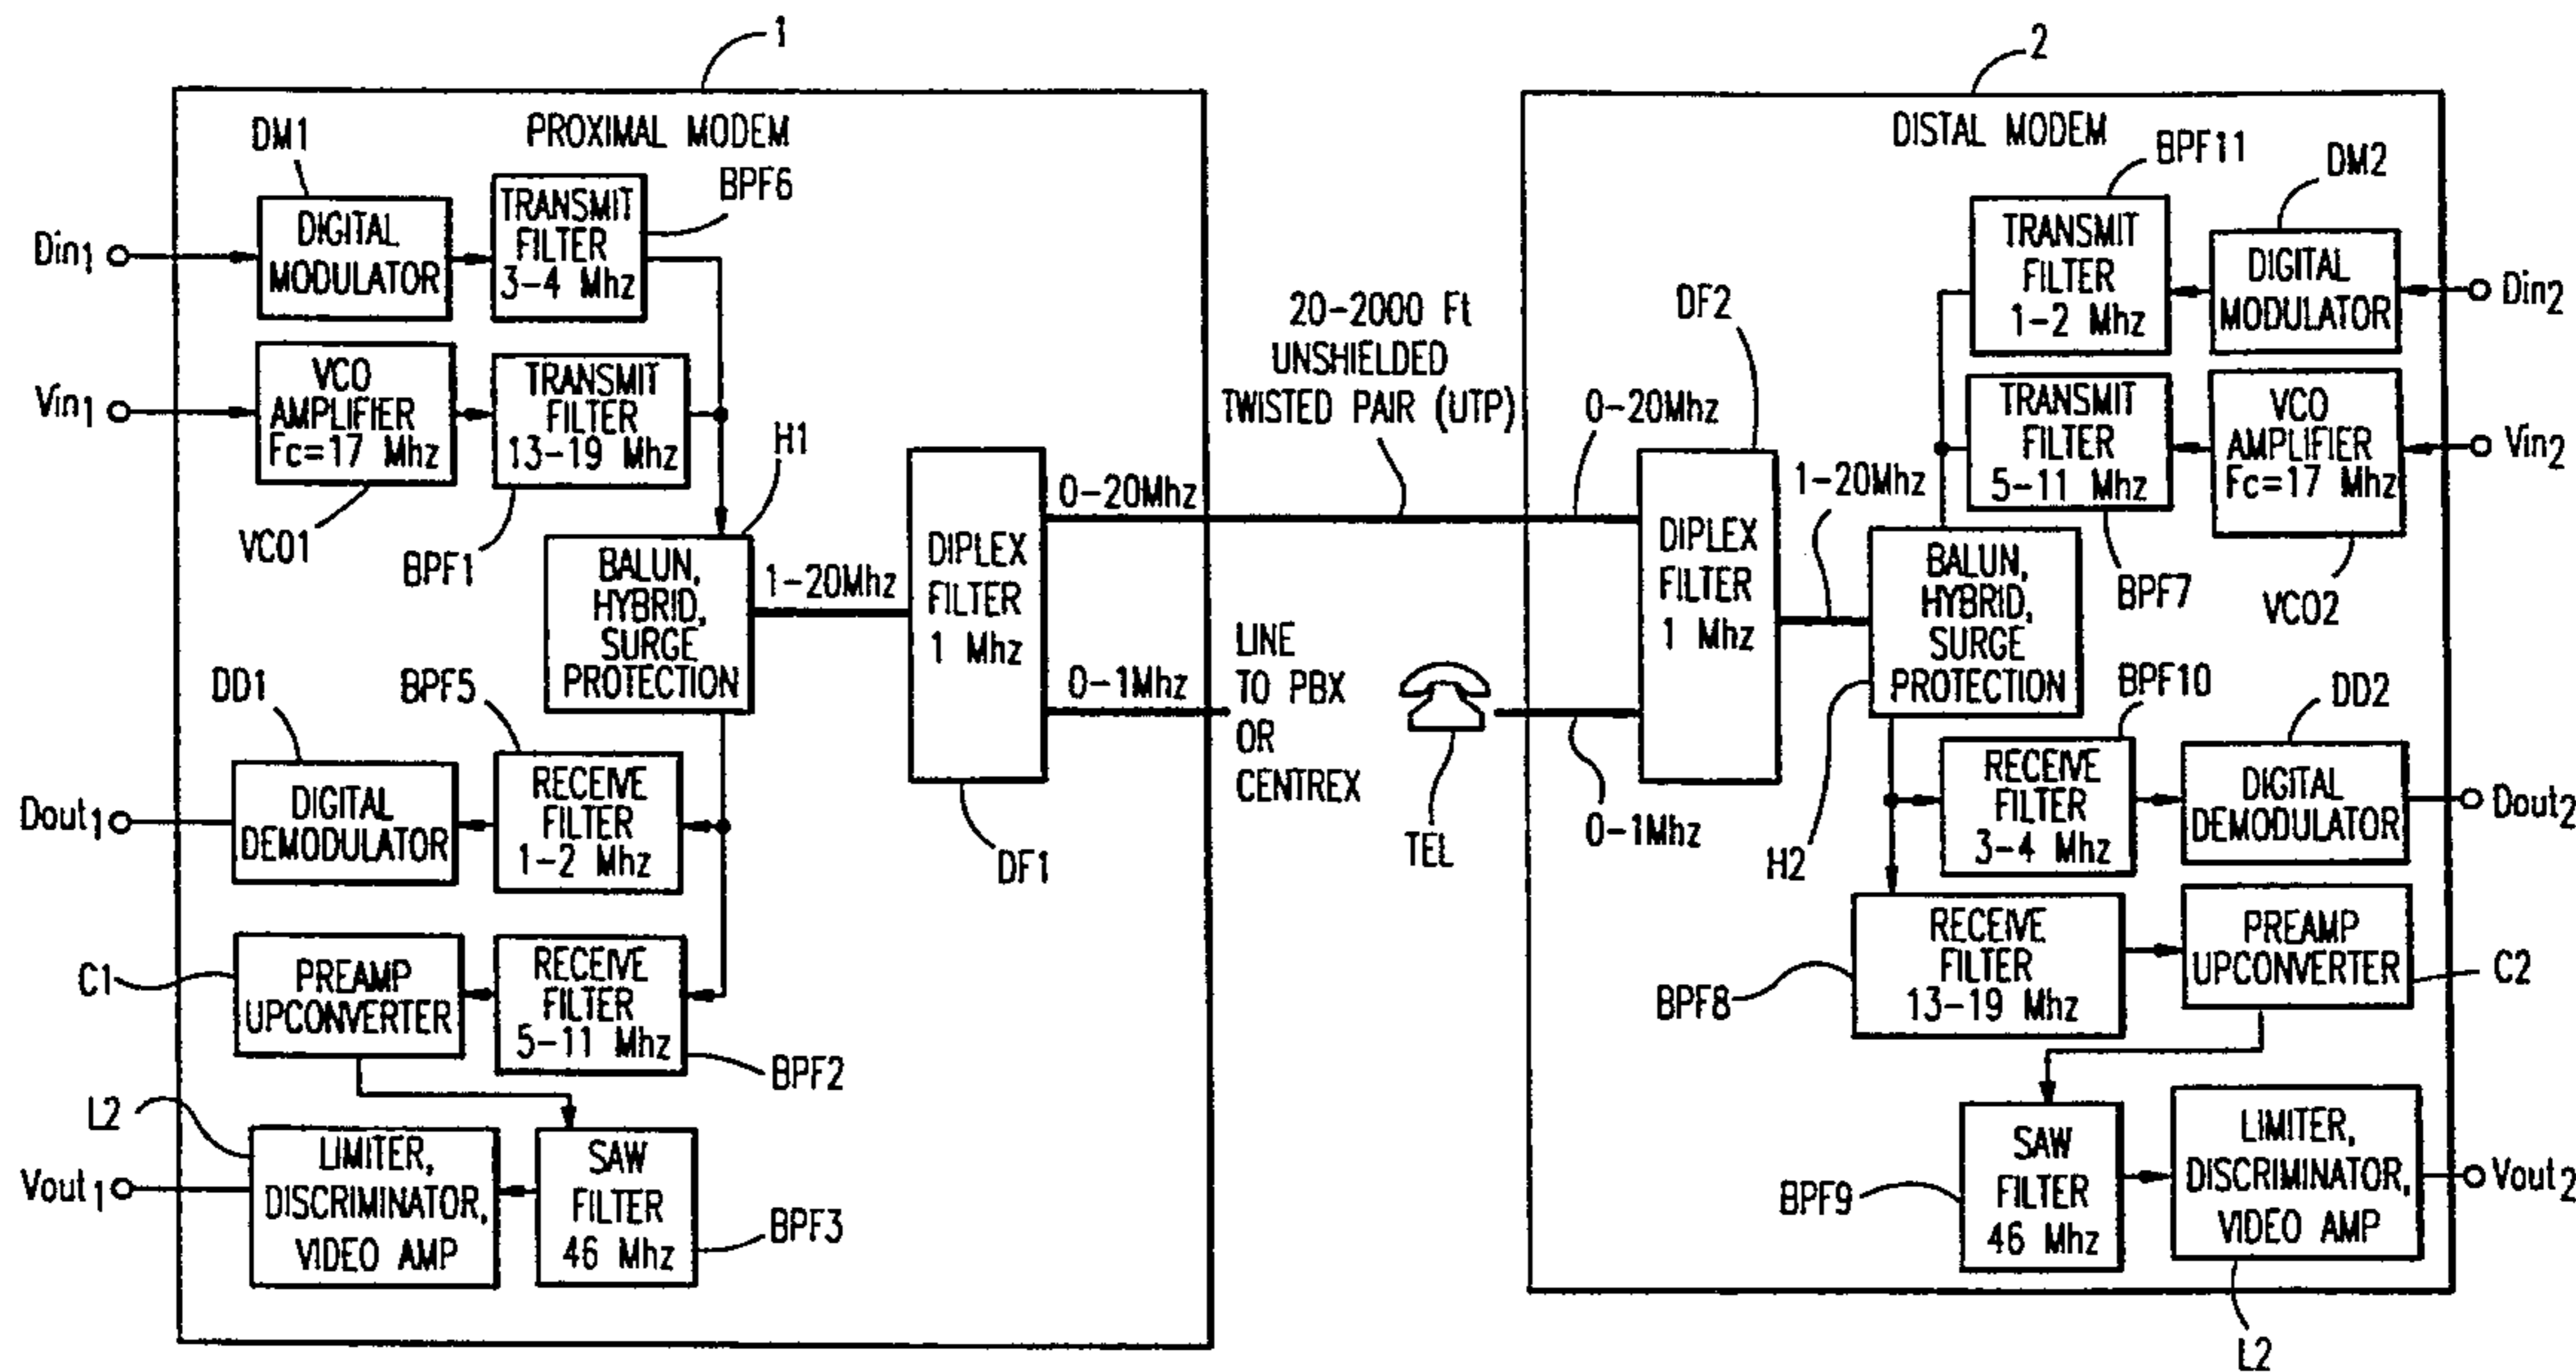 1
PROXIMAL MODEM
DM1
DIGITAL
MODULATOR
TRANSMIT
FILTER
3-4 Mhz
BPF6
Din1
Vin1
VCO
AMPLIFIER
Fc=17 Mhz
VCO1
TRANSMIT
FILTER
13-19 Mhz
BPF1
H1
BALUN,
HYBRID,
SURGE
PROTECTION
1-20Mhz
DIPLEX
FILTER
1 Mhz
DF1
0-20Mhz
0-1Mhz
DD1
BPF5
Dout1
DIGITAL
DEMODULATOR
RECEIVE
FILTER
1-2 Mhz
C1
PREAMP
UPCONVERTER
RECEIVE
FILTER
5-11 Mhz
BPF2
L2
Vout1
LIMITER,
DISCRIMINATOR,
VIDEO AMP
SAW
FILTER
46 Mhz
BPF3
20-2000 Ft
UNSHIELDED
TWISTED PAIR (UTP)
LINE
TO PBX
OR
CENTREX
TEL
2
DISTAL MODEM
BPF11
DM2
TRANSMIT
FILTER
1-2 Mhz
DIGITAL
MODULATOR
Din2
DF2
0-20Mhz
TRANSMIT
FILTER
5-11 Mhz
VCO
AMPLIFIER
Fc=17 Mhz
Vin2
BPF7
VCO2
DIPLEX
FILTER
1 Mhz
1-20Mhz
BALUN,
HYBRID,
SURGE
PROTECTION
H2
0-1Mhz
BPF10
DD2
RECEIVE
FILTER
3-4 Mhz
DIGITAL
DEMODULATOR
Dout2
BPF8
RECEIVE
FILTER
13-19 Mhz
PREAMP
UPCONVERTER
C2
BPF9
SAW
FILTER
46 Mhz
LIMITER,
DISCRIMINATOR,
VIDEO AMP
Vout2
L2